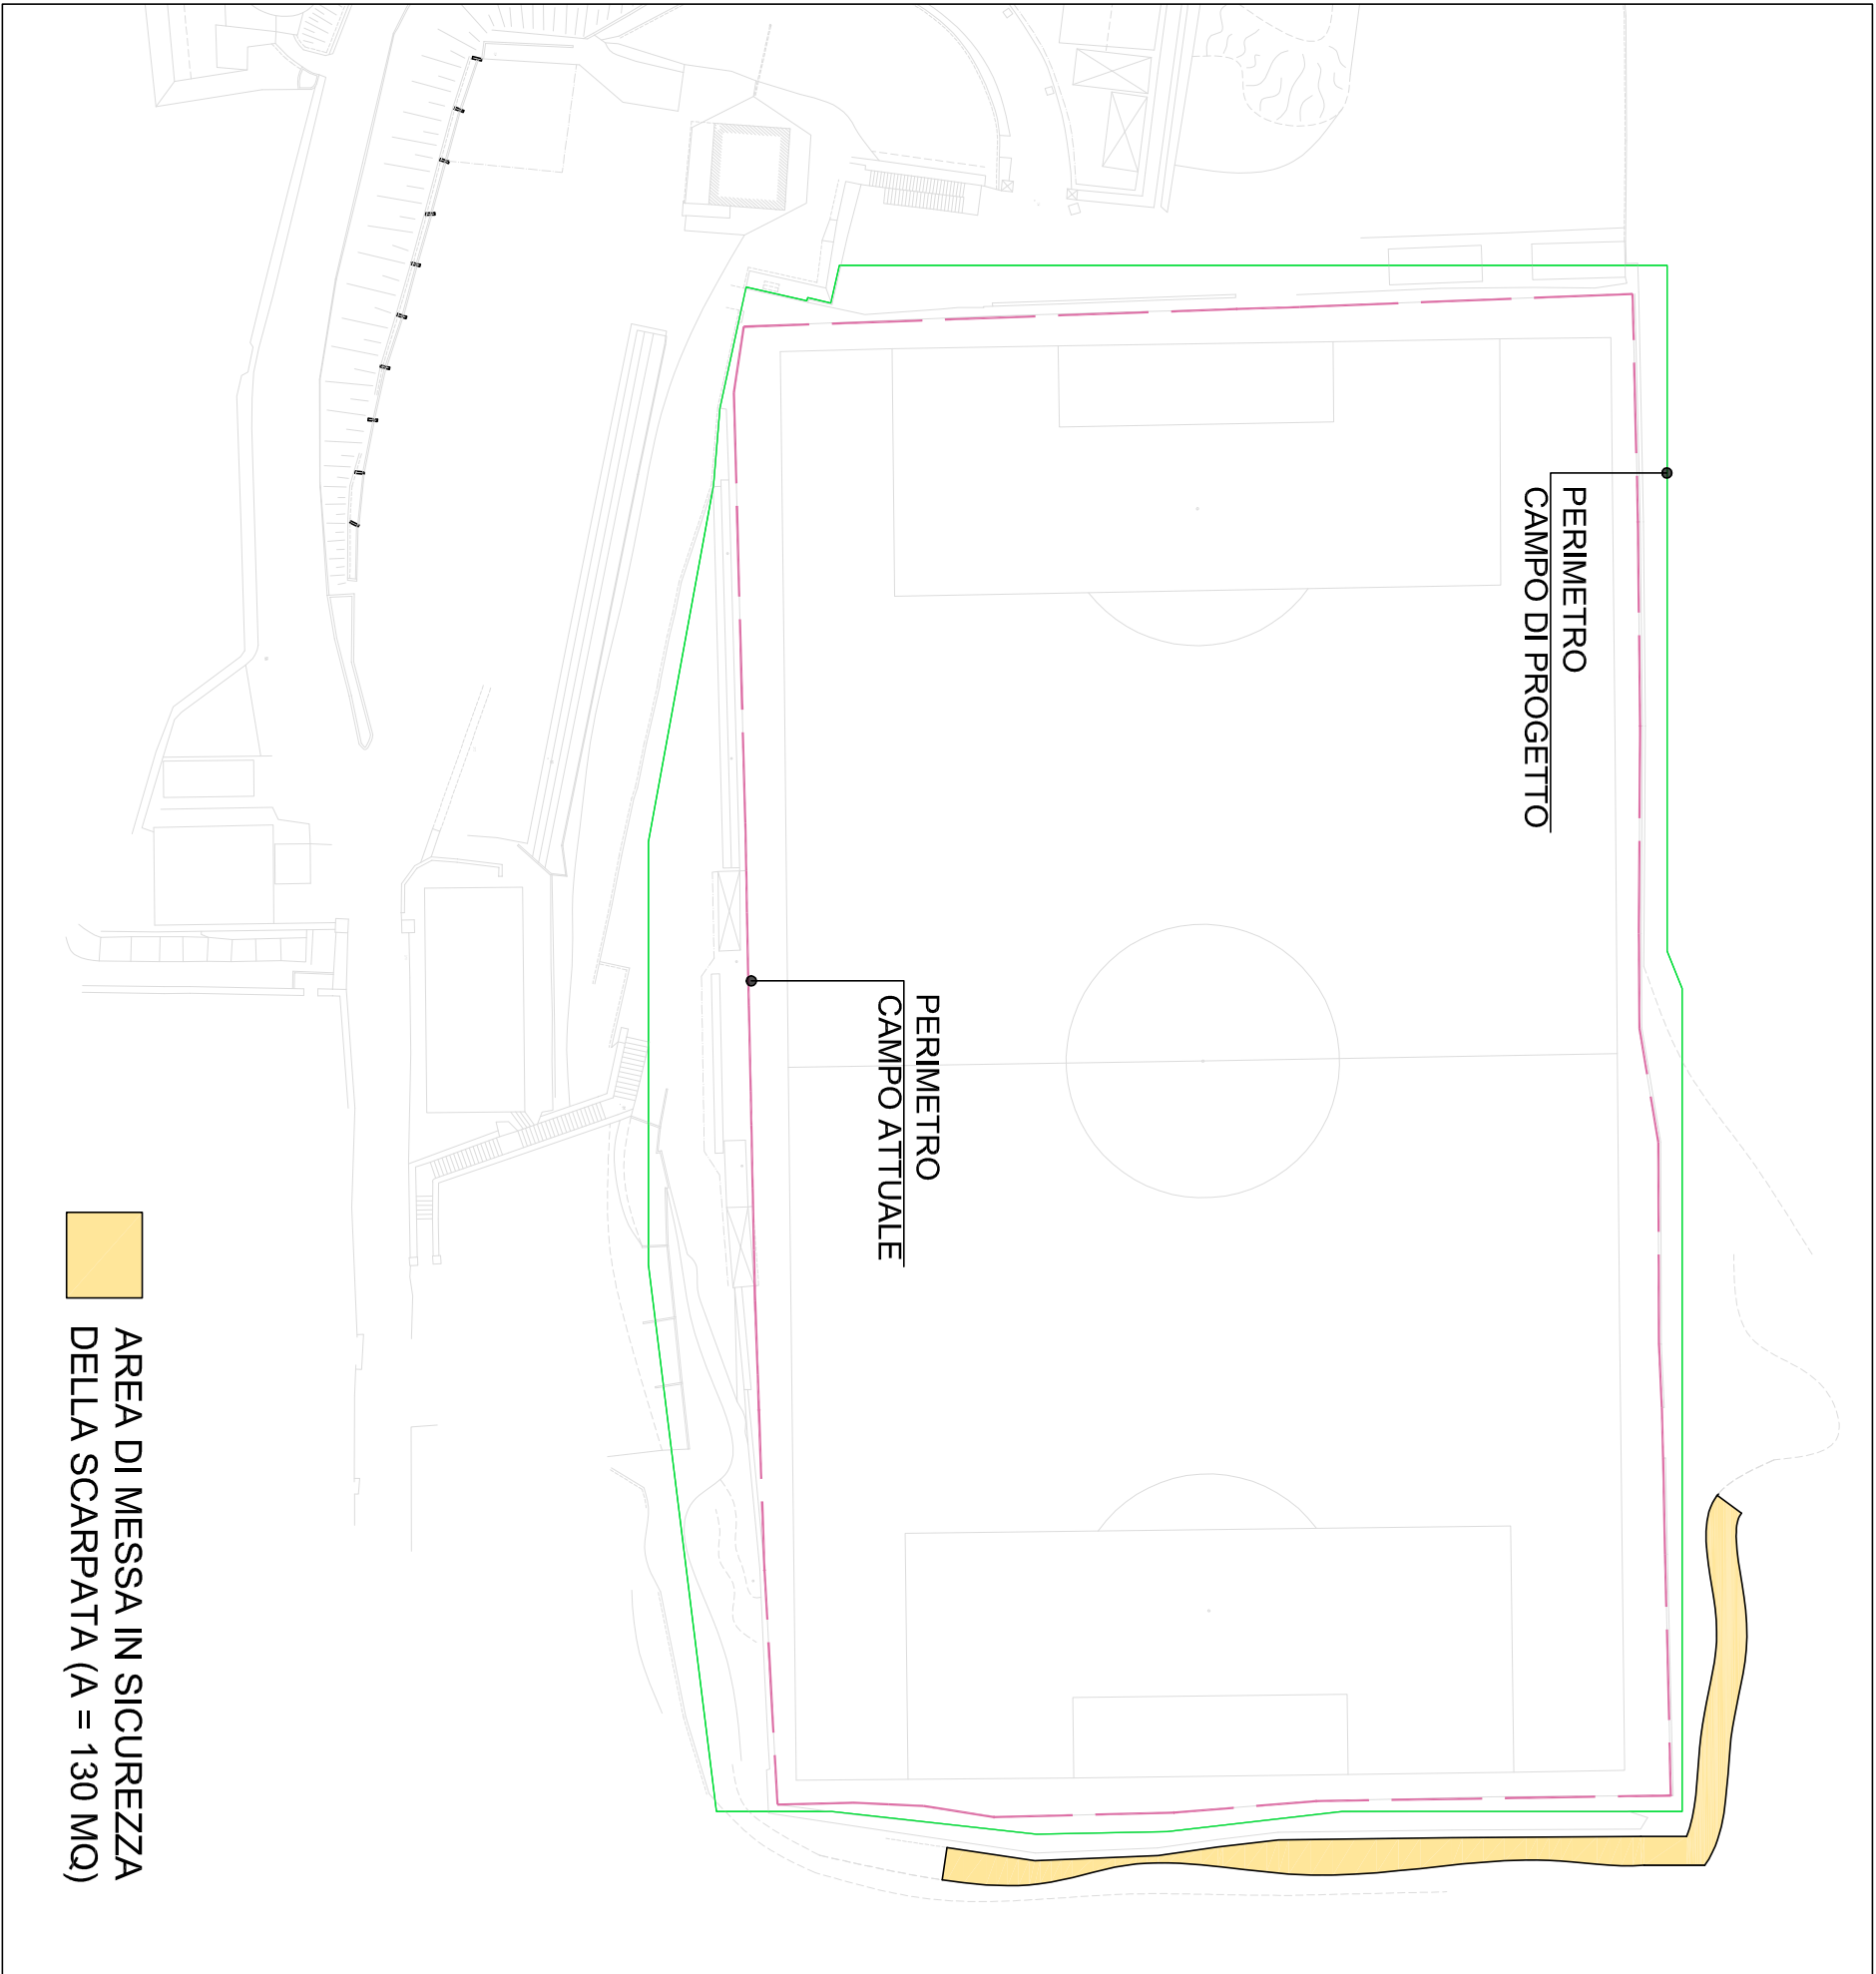 PERIMETRO
CAMPO DI PROGETTO
PERIMETRO
CAMPO ATTUALE
AREA DI MESSA IN SICUREZZA
DELLA SCARPATA (A = 130 MQ)